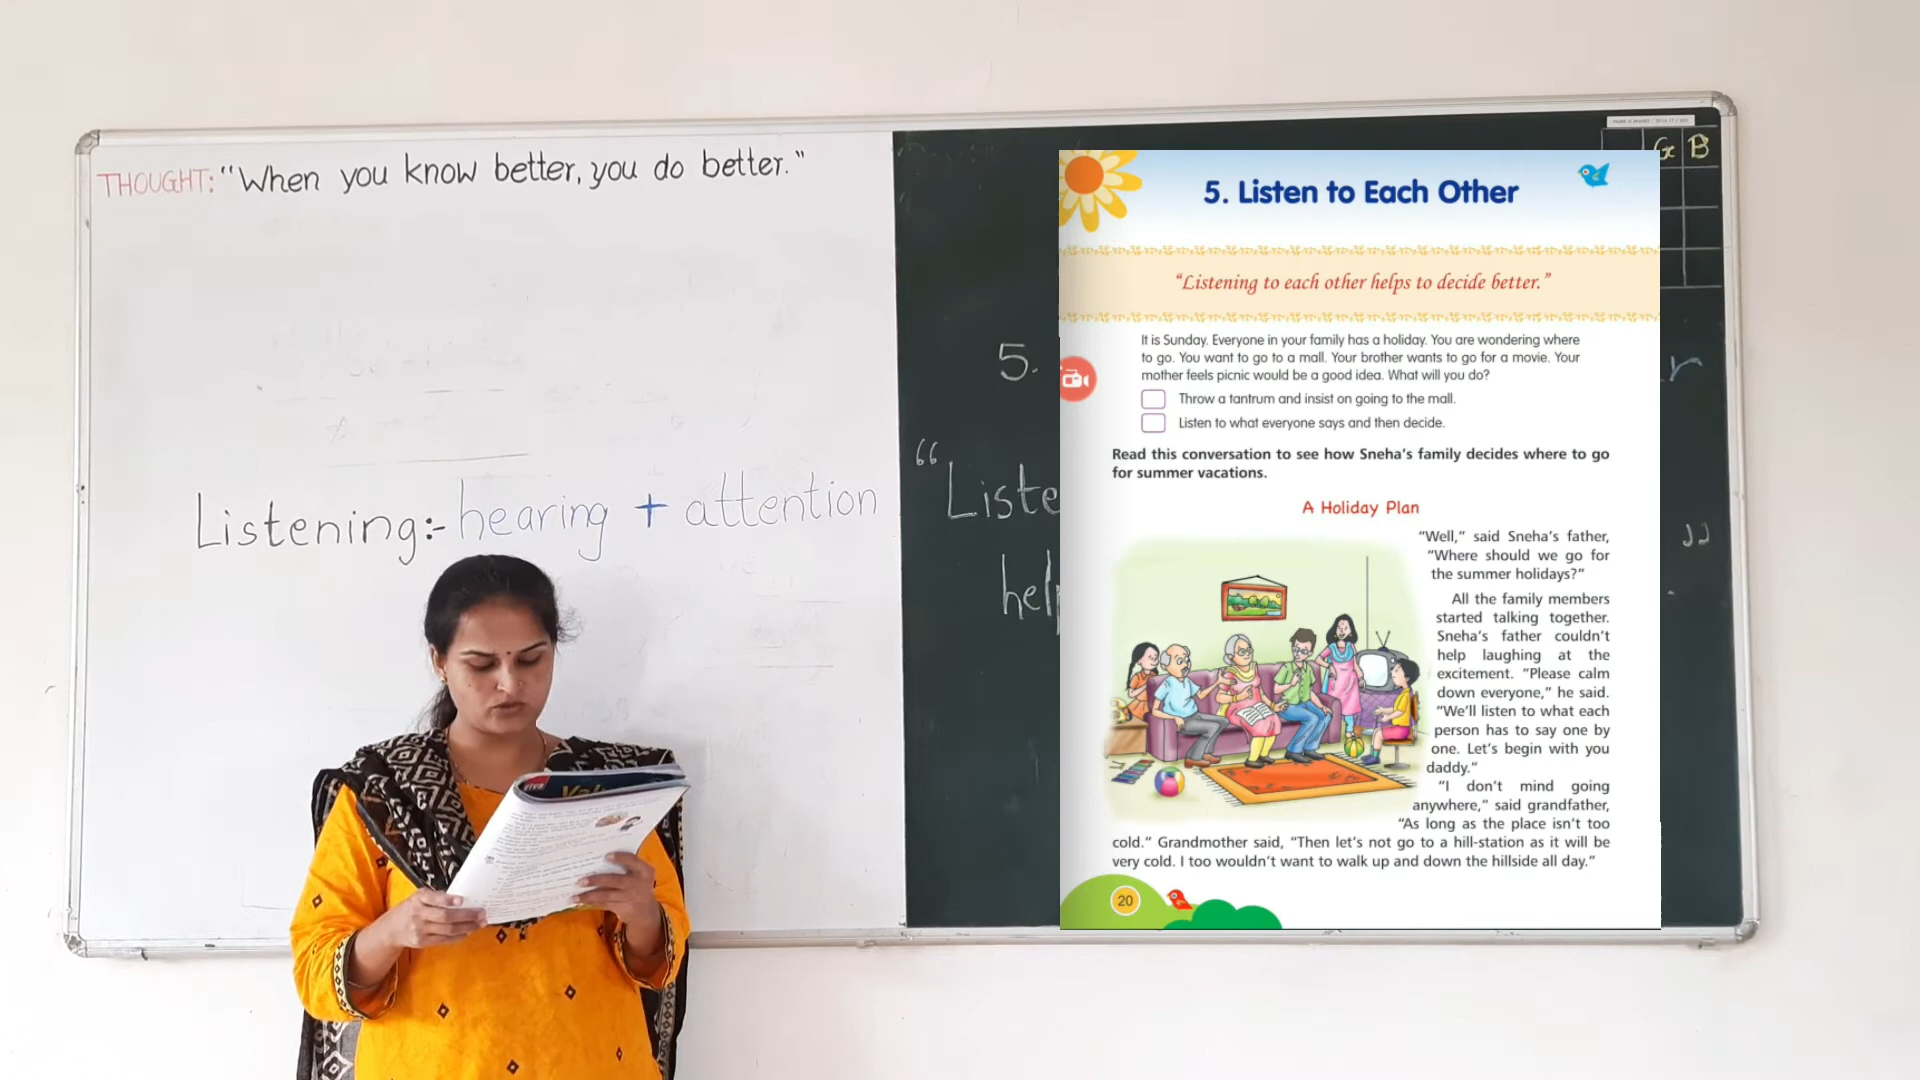 THOUGHT: “When you know better, you do better.”
Listening:- hearing + attention
G B
5.
“Liste
hel
r
”
viva
5. Listen to Each Other
“Listening to each other helps to decide better.”
It is Sunday. Everyone in your family has a holiday. You are wondering where
to go. You want to go to a mall. Your brother wants to go for a movie. Your
mother feels picnic would be a good idea. What will you do?
Throw a tantrum and insist on going to the mall.
Listen to what everyone says and then decide.
Read this conversation to see how Sneha’s family decides where to go
for summer vacations.
A Holiday Plan
“Well,” said Sneha’s father,
“Where should we go for
the summer holidays?”
All the family members
started talking together.
Sneha’s father couldn’t
help laughing at the
excitement. “Please calm
down everyone,” he said.
“We’ll listen to what each
person has to say one by
one. Let’s begin with you
daddy.”
“I don’t mind going
anywhere,” said grandfather,
“As long as the place isn’t too
cold.” Grandmother said, “Then let’s not go to a hill-station as it will be
very cold. I too wouldn’t want to walk up and down the hillside all day.”
20